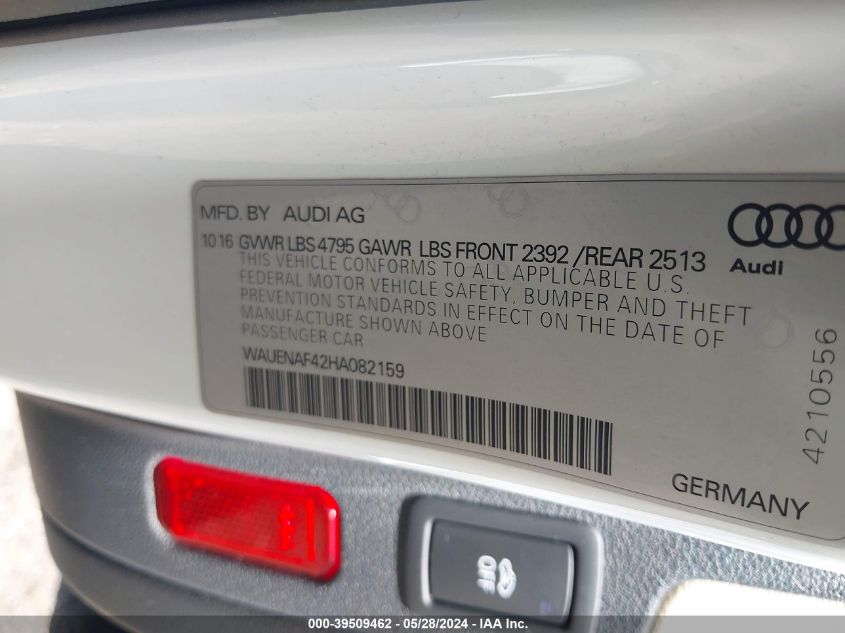 MFD. BY AUDI AG
10 16 GVWR LBS 4795 GAWR LBS FRONT 2392 /REAR 2513
THIS VEHICLE CONFORMS TO ALL APPLICABLE U.S.
FEDERAL MOTOR VEHICLE SAFETY, BUMPER AND THEFT
PREVENTION STANDARDS IN EFFECT ON THE DATE OF
MANUFACTURE SHOWN ABOVE
PASSENGER CAR
WAUENAF42HA082159
Audi
4210556
GERMANY
OFF
000-39509462 - 05/28/2024 - IAA Inc.